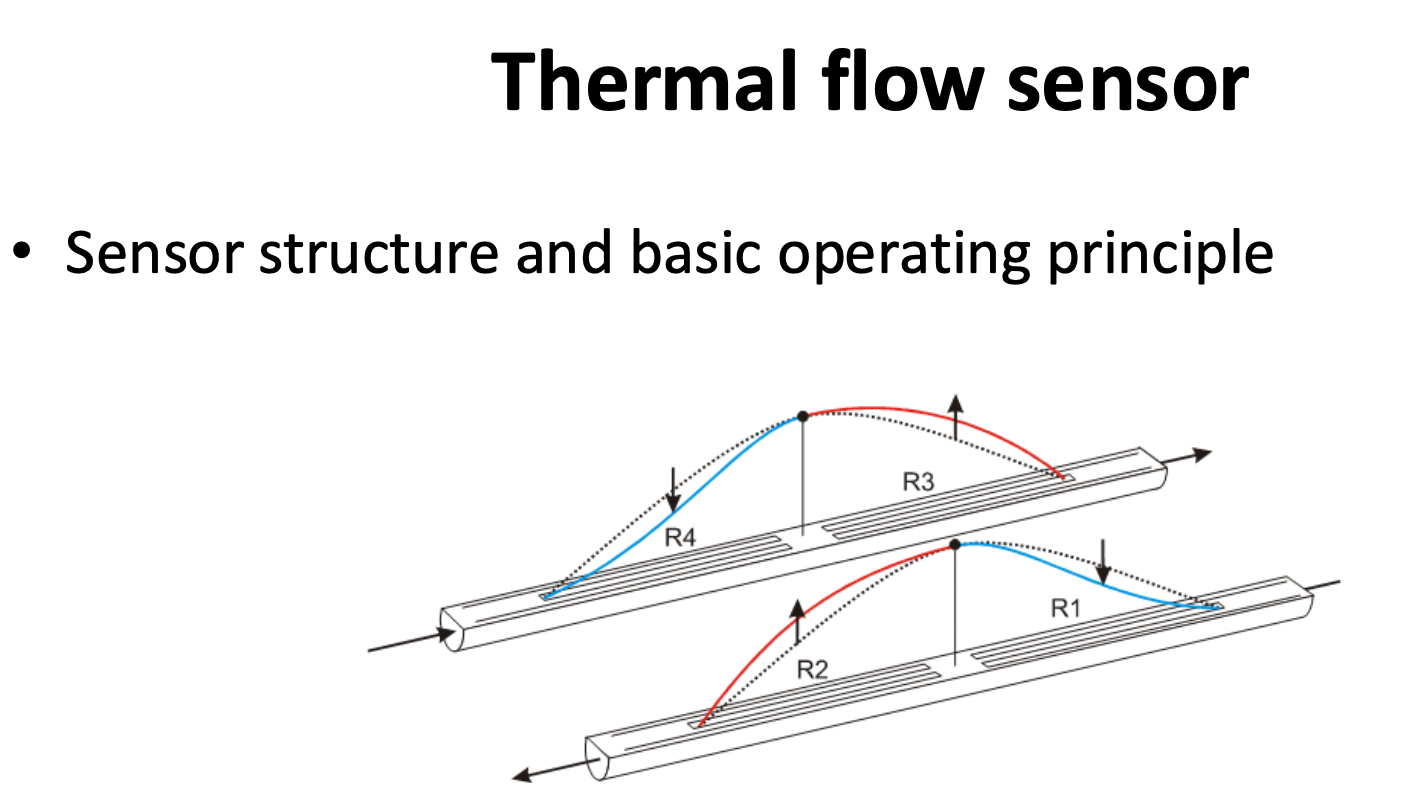 Thermal flow sensor
• Sensor structure and basic operating principle
R3
R4
R1
R2